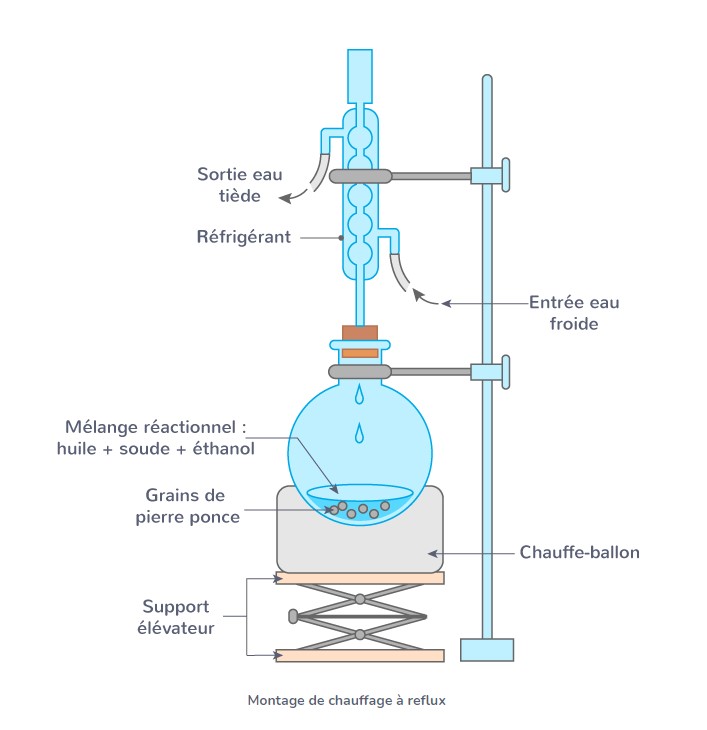 Sortie eau
tiède
Réfrigérant
Entrée eau
froide
Mélange réactionnel :
huile + soude + éthanol
Grains de
pierre ponce
Chauffe-ballon
Support
élévateur
Montage de chauffage à reflux